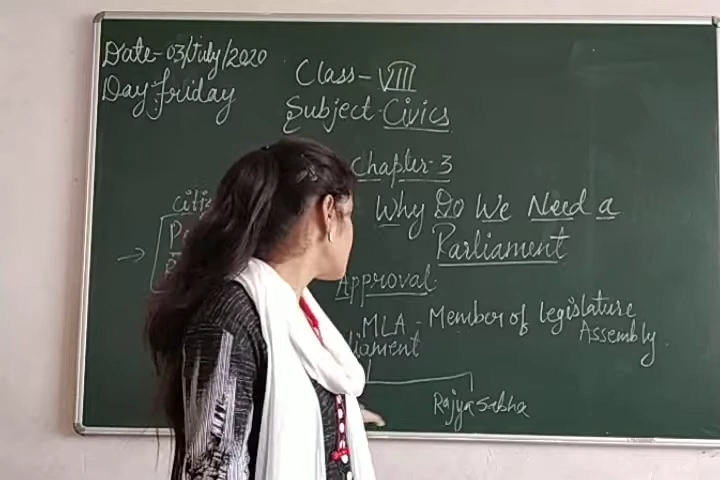 Date-03/July/2020
Day-friday
Class-VIII
Subject-Civics
Chapter-3
Why Do We Need a
Parliament
Approval
MLA - Member of Legislature
Assembly
Rajya Sabha